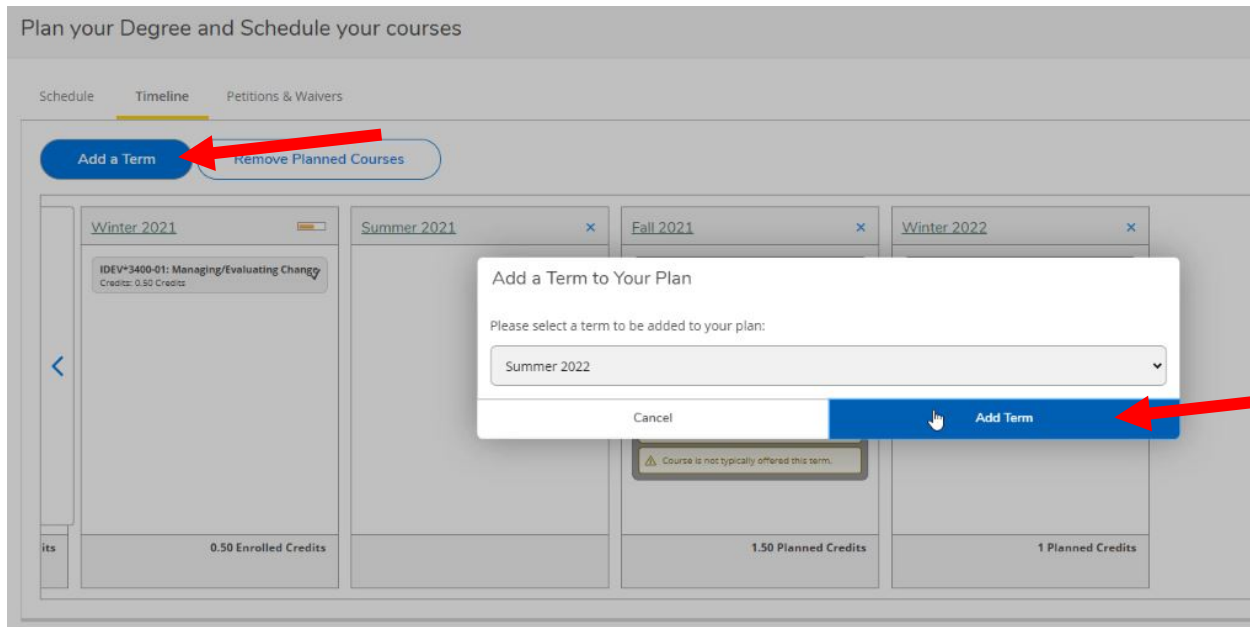 Plan your Degree and Schedule your courses
Schedule Timeline Petitions & Waivers
Add a Term Remove Planned Courses
Winter 2021 Summer 2021 Fall 2021 Winter 2022
IDEV*3400-01: Managing/Evaluating Change
Credits: 0.50 Credits
Add a Term to Your Plan
Please select a term to be added to your plan:
Summer 2022
Cancel Add Term
Course is not typically offered this term.
its 0.50 Enrolled Credits 1.50 Planned Credits 1 Planned Credits